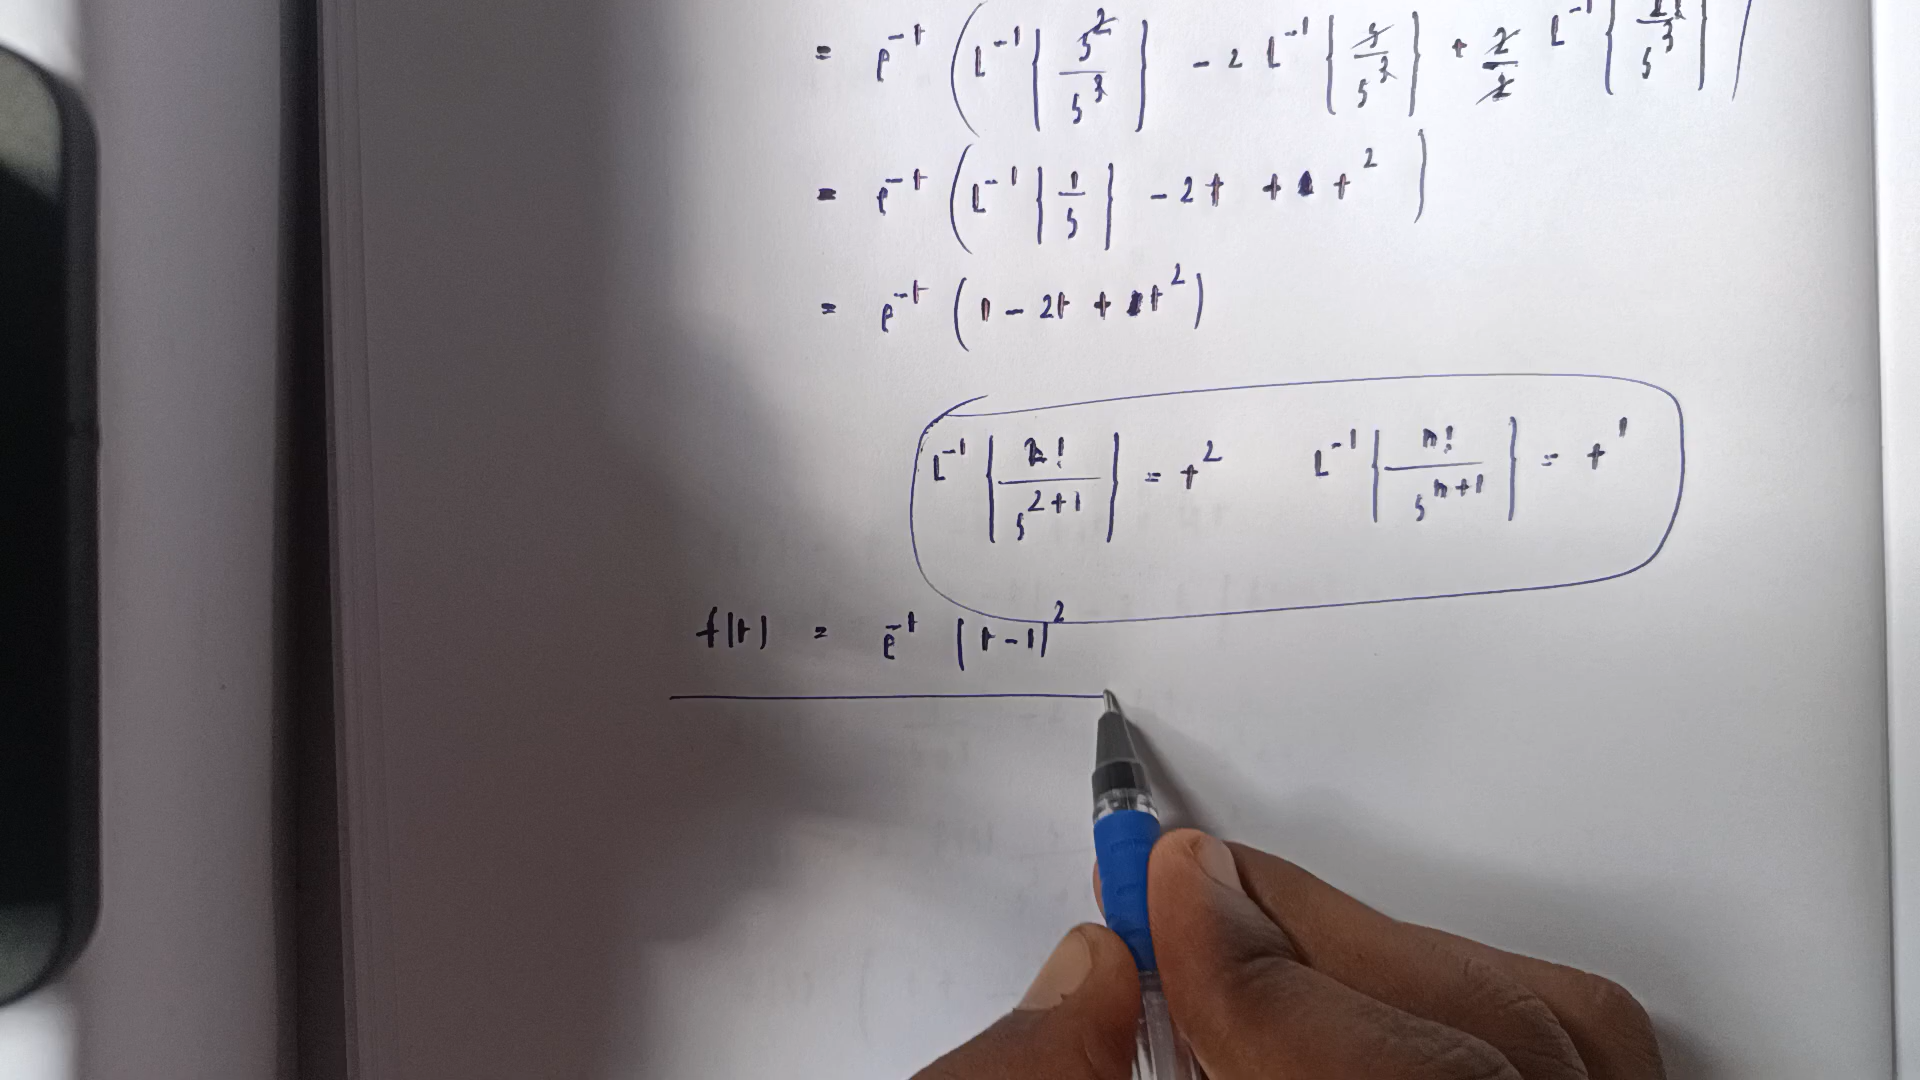 = e^-t ( L^-1 { s^2 / s^3 } - 2 L^-1 { s / s^3 } + 2/2 L^-1 { / s^3 } )
= e^-t ( L^-1 { 1 / s } - 2t + t^2 )
= e^-t ( 1 - 2t + t^2 )
L^-1 { 2! / s^2+1 } = t^2 L^-1 { n! / s^n+1 } = t^1
f(t) = e^-t (t-1)^2